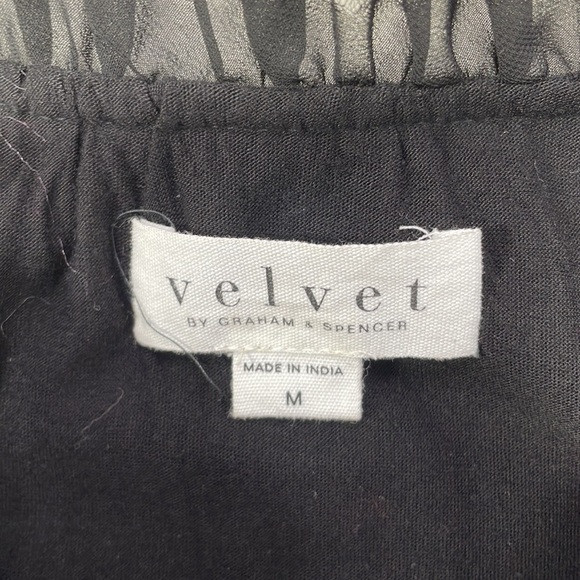 velvet
BY GRAHAM & SPENCER
MADE IN INDIA
M